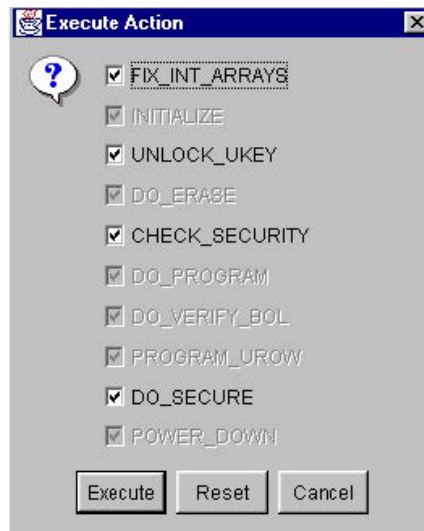 Execute Action
?
FIX_INT_ARRAYS
INITIALIZE
UNLOCK_UKEY
DO_ERASE
CHECK_SECURITY
DO_PROGRAM
DO_VERIFY_BOL
PROGRAM_UROW
DO_SECURE
POWER_DOWN
Execute Reset Cancel